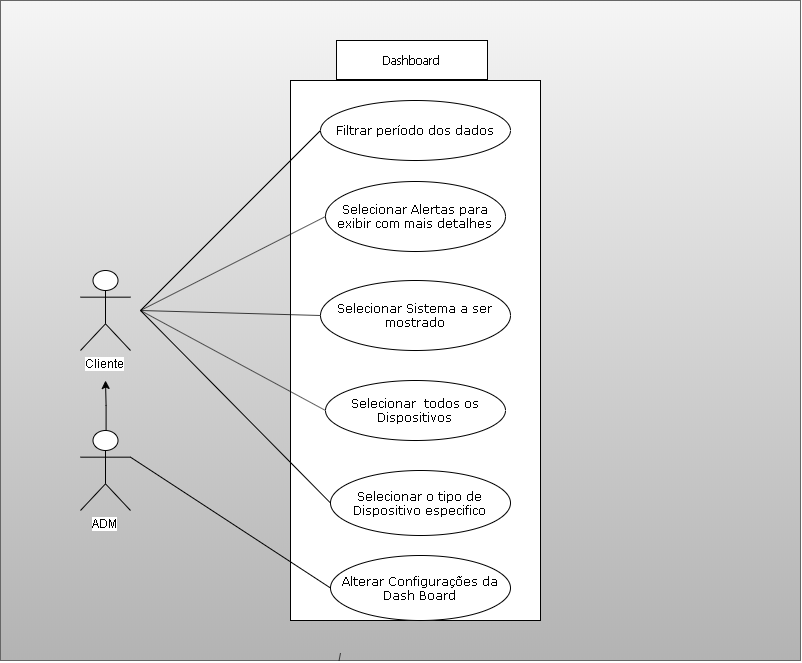 Dashboard
Filtrar período dos dados
Selecionar Alertas para
exibir com mais detalhes
Selecionar Sistema a ser
mostrado
Selecionar todos os
Dispositivos
Selecionar o tipo de
Dispositivo especifico
Alterar Configurações da
Dash Board
Cliente
ADM